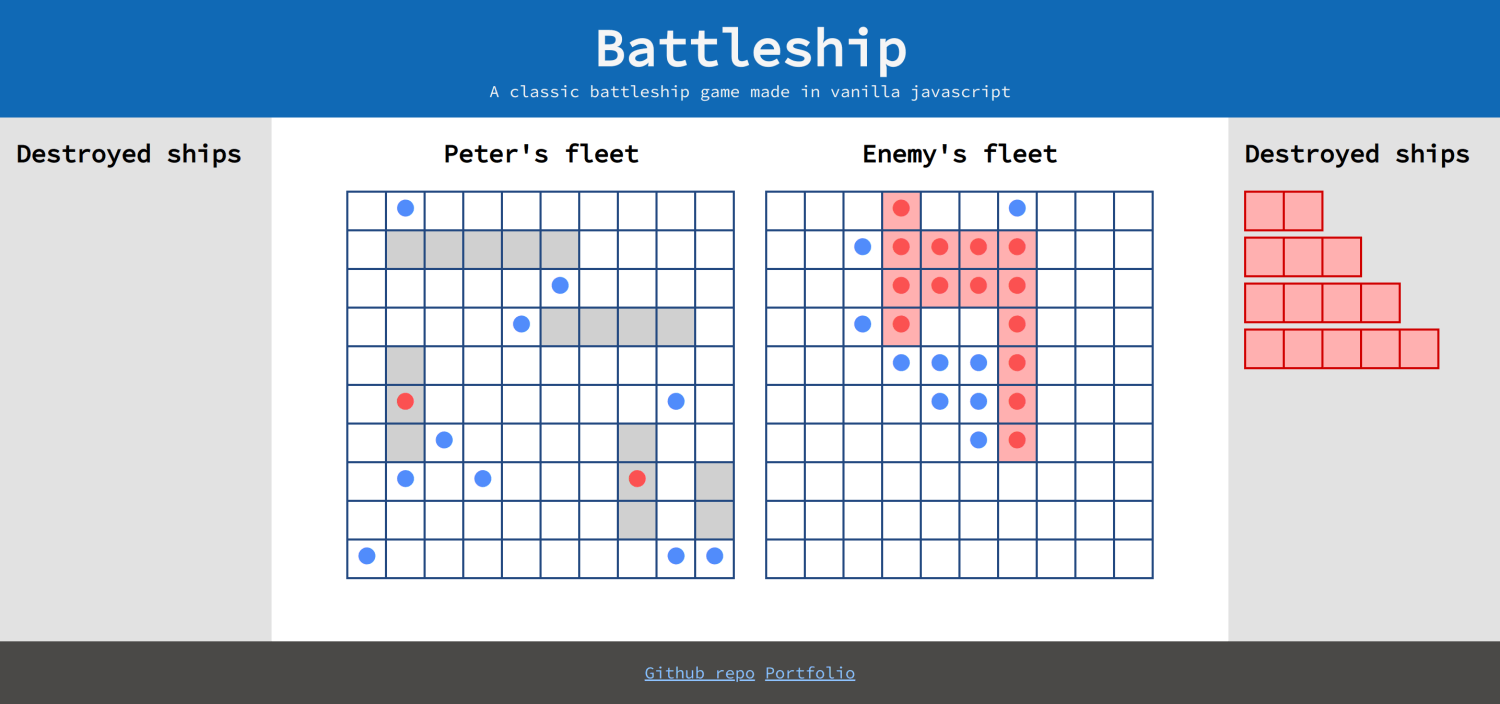 Battleship
A classic battleship game made in vanilla javascript
Destroyed ships
Peter's fleet
Enemy's fleet
Destroyed ships
Github repo Portfolio